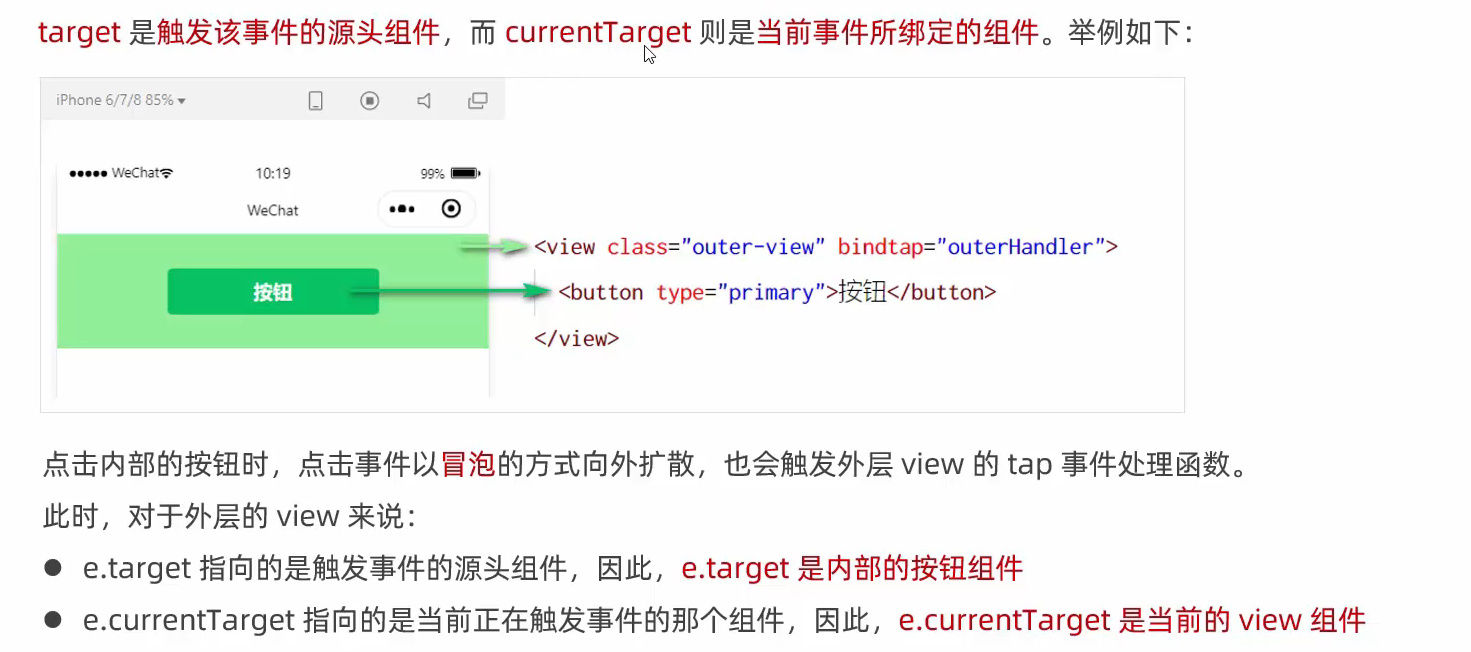 target 是触发该事件的源头组件，而 currentTarget 则是当前事件所绑定的组件。举例如下：
iPhone 6/7/8 85%
WeChat 10:19 99%
WeChat
<view class="outer-view" bindtap="outerHandler">
按钮 <button type="primary">按钮</button>
</view>
点击内部的按钮时，点击事件以冒泡的方式向外扩散，也会触发外层 view 的 tap 事件处理函数。
此时，对于外层的 view 来说：
● e.target 指向的是触发事件的源头组件，因此，e.target 是内部的按钮组件
● e.currentTarget 指向的是当前正在触发事件的那个组件，因此，e.currentTarget 是当前的 view 组件